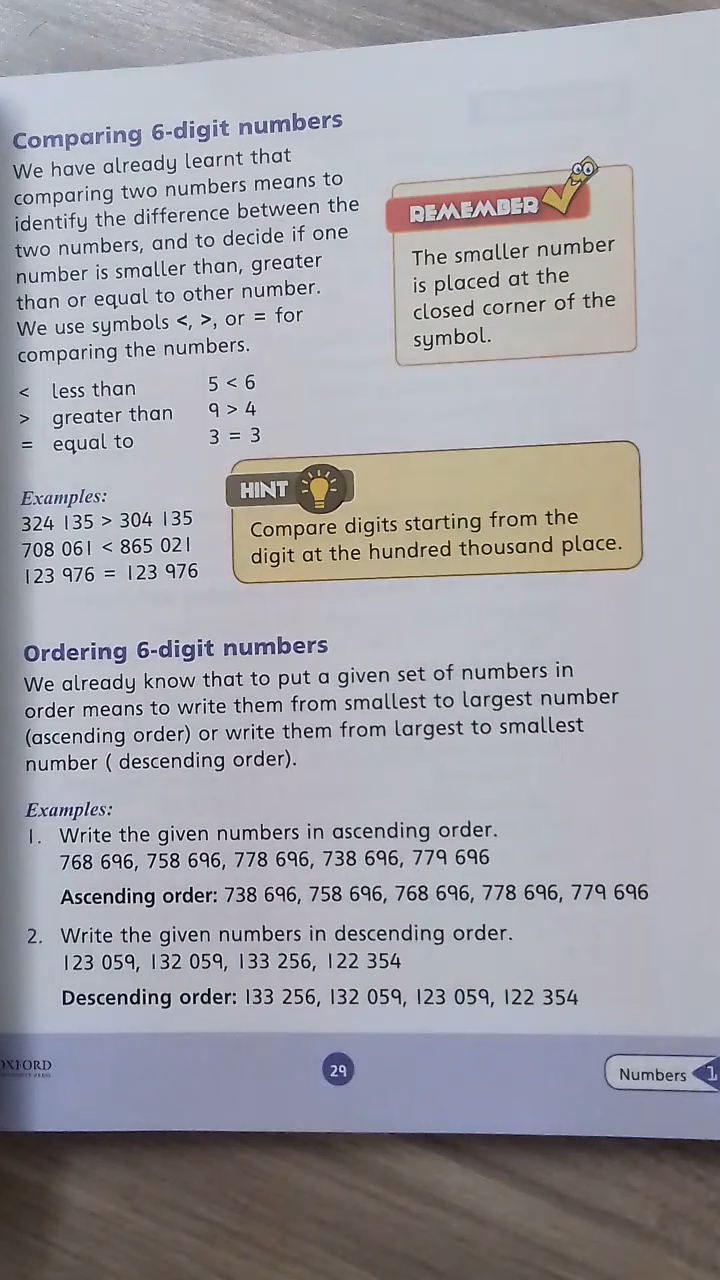 Comparing 6-digit numbers
We have already learnt that
comparing two numbers means to
identify the difference between the
two numbers, and to decide if one
number is smaller than, greater
than or equal to other number.
We use symbols <, >, or = for
comparing the numbers.
REMEMBER
The smaller number
is placed at the
closed corner of the
symbol.
< less than 5 < 6
> greater than 9 > 4
= equal to 3 = 3
Examples:
324 135 > 304 135
708 061 < 865 021
123 976 = 123 976
HINT
Compare digits starting from the
digit at the hundred thousand place.
Ordering 6-digit numbers
We already know that to put a given set of numbers in
order means to write them from smallest to largest number
(ascending order) or write them from largest to smallest
number ( descending order).
Examples:
1. Write the given numbers in ascending order.
768 696, 758 696, 778 696, 738 696, 779 696
Ascending order: 738 696, 758 696, 768 696, 778 696, 779 696
2. Write the given numbers in descending order.
123 059, 132 059, 133 256, 122 354
Descending order: 133 256, 132 059, 123 059, 122 354
OXFORD
29
Numbers 1